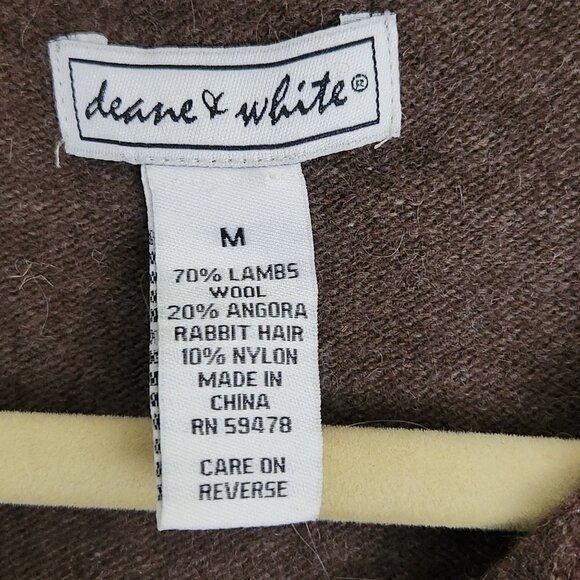 deane & white®
M
70% LAMBS
WOOL
20% ANGORA
RABBIT HAIR
10% NYLON
MADE IN
CHINA
RN 59478
CARE ON
REVERSE